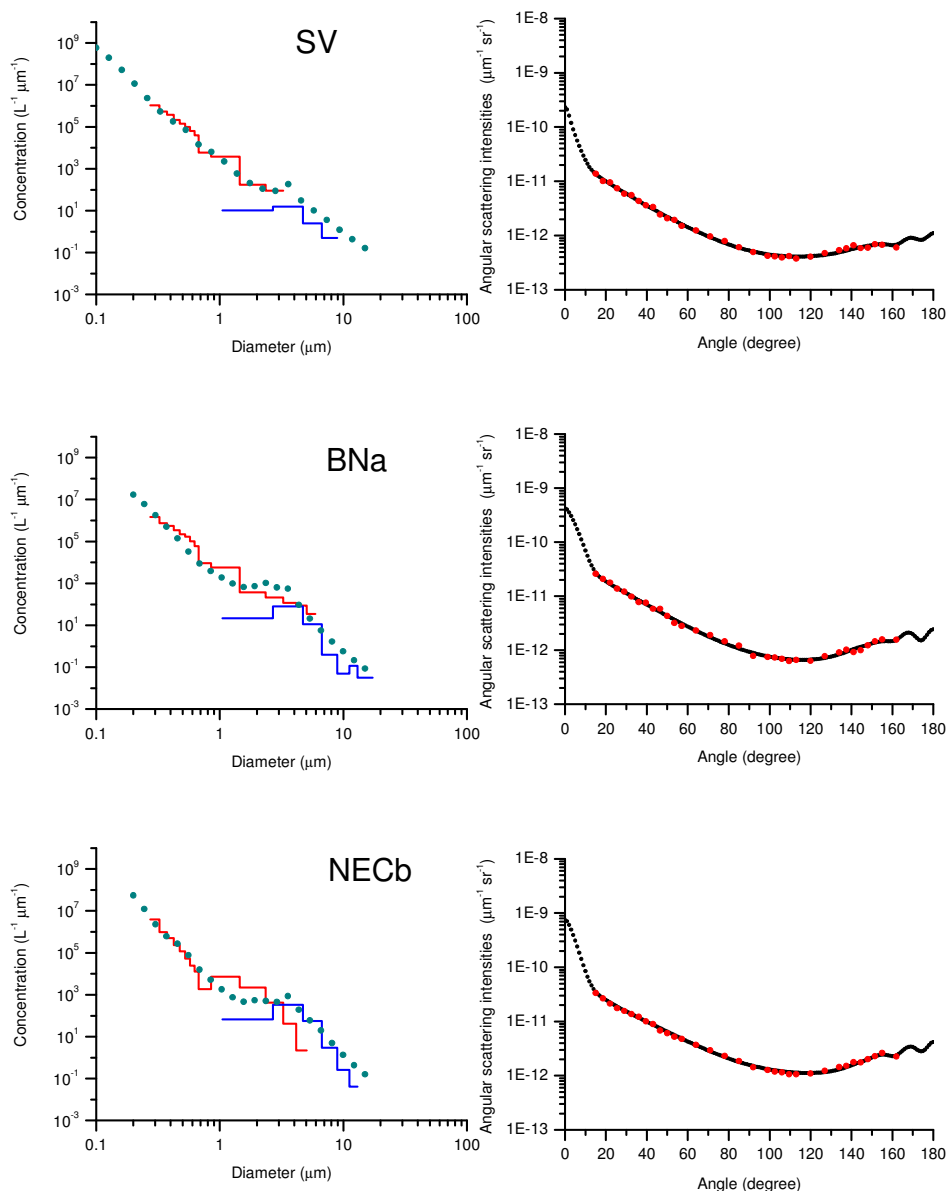 SV
Concentration (L⁻¹ μm⁻¹)
10⁹
10⁷
10⁵
10³
10¹
10⁻¹
10⁻³
0.1 1 10 100
Diameter (μm)
Angular scattering intensities (μm⁻¹ sr⁻¹)
1E-8
1E-9
1E-10
1E-11
1E-12
1E-13
0 20 40 60 80 100 120 140 160 180
Angle (degree)
BNa
Concentration (L⁻¹ μm⁻¹)
10⁹
10⁷
10⁵
10³
10¹
10⁻¹
10⁻³
0.1 1 10 100
Diameter (μm)
Angular scattering intensities (μm⁻¹ sr⁻¹)
1E-8
1E-9
1E-10
1E-11
1E-12
1E-13
0 20 40 60 80 100 120 140 160 180
Angle (degree)
NECb
Concentration (L⁻¹ μm⁻¹)
10⁹
10⁷
10⁵
10³
10¹
10⁻¹
10⁻³
0.1 1 10 100
Diameter (μm)
Angular scattering intensities (μm⁻¹ sr⁻¹)
1E-8
1E-9
1E-10
1E-11
1E-12
1E-13
0 20 40 60 80 100 120 140 160 180
Angle (degree)